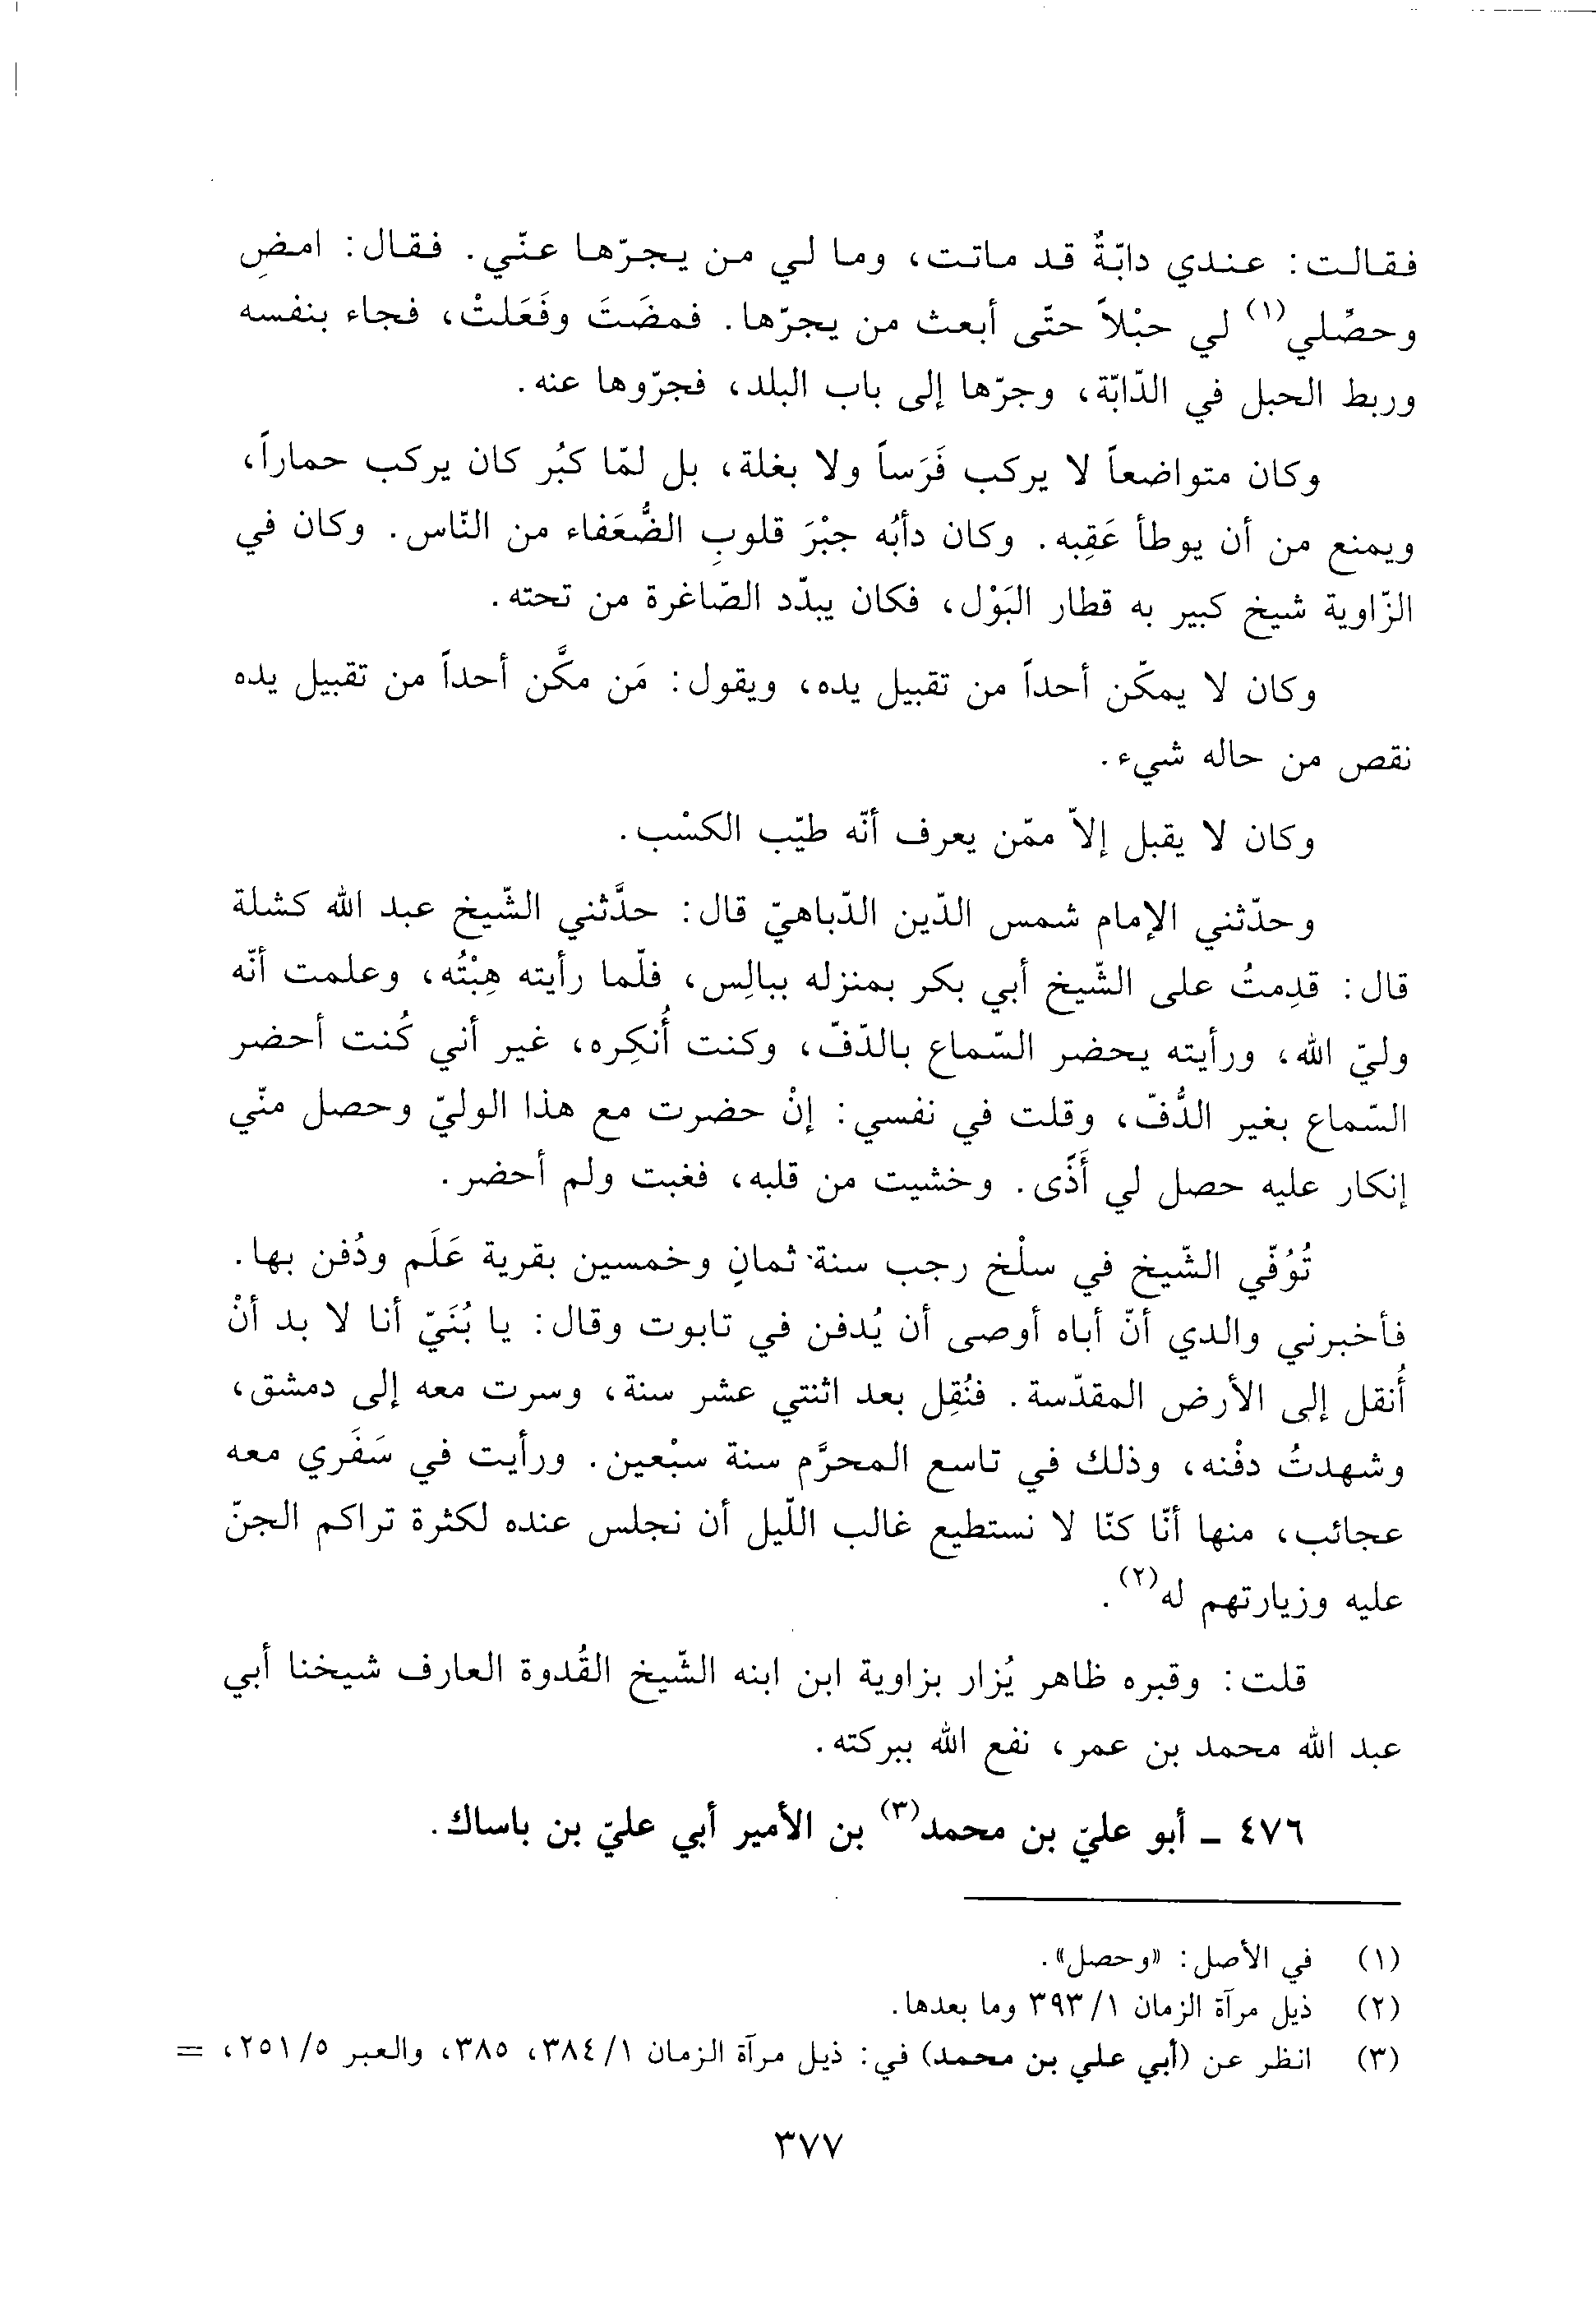 فقالت: عندي دابّةٌ قد ماتت، وما لي من يجرّها عنّي. فقال: امضِ
وحصِّلي(١) لي حبْلاً حتّى أبعث من يجرّها. فمضَتَ وفَعَلتْ، فجاء بنفسه
وربط الحبل في الدّابّة، وجرّها إلى باب البلد، فجرّوها عنه.
وكان متواضعاً لا يركب فَرَساً ولا بغلة، بل لمّا كبُر كان يركب حماراً،
ويمنع من أن يوطأ عَقِبه. وكان دأبُه جبْرَ قلوبِ الضُّعَفاء من النّاس. وكان في
الزّاوية شيخ كبير به قطار البَوْل، فكان يبدّد الصّاغرة من تحته.
وكان لا يمكّن أحداً من تقبيل يده، ويقول: مَن مكَّن أحداً من تقبيل يده
نقص من حاله شيء.
وكان لا يقبل إلاّ ممّن يعرف أنّه طيّب الكسْب.
وحدّثني الإمام شمس الدّين الدّباهيّ قال: حدَّثني الشّيخ عبد الله كشلة
قال: قدِمتُ على الشّيخ أبي بكر بمنزله ببالِس، فلّما رأيته هِبْتُه، وعلمت أنّه
وليّ الله، ورأيته يحضر السّماع بالدّفّ، وكنت أُنكِره، غير أني كُنت أحضر
السّماع بغير الدُّفّ، وقلت في نفسي: إنْ حضرت مع هذا الوليّ وحصل منّي
إنكار عليه حصل لي أَذًى. وخشيت من قلبه، فغبت ولم أحضر.
تُوُفّي الشّيخ في سلْخ رجب سنة ثمانٍ وخمسين بقرية عَلَم ودُفن بها.
فأخبرني والدي أنّ أباه أوصى أن يُدفن في تابوت وقال: يا بُنَيّ أنا لا بد أنْ
أُنقل إلى الأرض المقدّسة. فنُقِل بعد اثنتي عشر سنة، وسرت معه إلى دمشق،
وشهدتُ دفْنه، وذلك في تاسع المحرَّم سنة سبْعين. ورأيت في سَفَري معه
عجائب، منها أنّا كنّا لا نستطيع غالب اللّيل أن نجلس عنده لكثرة تراكم الجنّ
عليه وزيارتهم له(٢).
قلت: وقبره ظاهر يُزار بزاوية ابن ابنه الشّيخ القُدوة العارف شيخنا أبي
عبد الله محمد بن عمر، نفع الله ببركته.
٤٧٦ ـ أبو عليّ بن محمد(٣) بن الأمير أبي عليّ بن باساك.
(١) في الأصل: «وحصل».
(٢) ذيل مرآة الزمان ٣٩٣/١ وما بعدها.
(٣) انظر عن (أبي علي بن محمد) في: ذيل مرآة الزمان ٣٨٤/١، ٣٨٥، والعبر ٢٥١/٥، =
٣٧٧